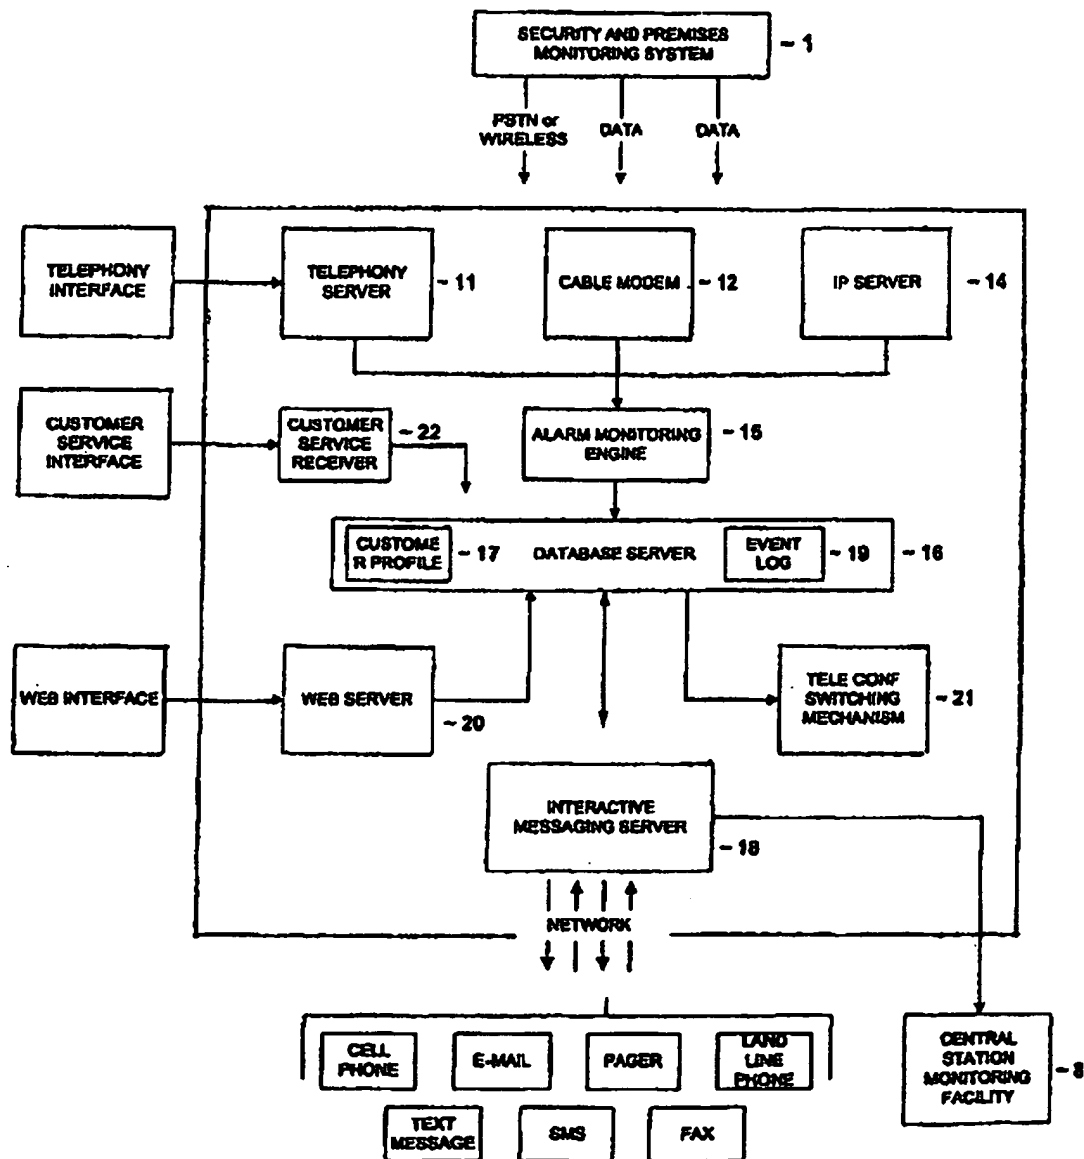 SECURITY AND PREMISES
MONITORING SYSTEM
~ 1
PSTN or
WIRELESS
DATA
DATA
TELEPHONY
INTERFACE
TELEPHONY
SERVER
~ 11
CABLE MODEM
~ 12
IP SERVER
~ 14
CUSTOMER
SERVICE
INTERFACE
CUSTOMER
SERVICE
RECEIVER
~ 22
ALARM MONITORING
ENGINE
~ 15
CUSTOME
R PROFILE
~ 17
DATABASE SERVER
EVENT
LOG
~ 19
~ 16
WEB INTERFACE
WEB SERVER
~ 20
TELE CONF
SWITCHING
MECHANISM
~ 21
INTERACTIVE
MESSAGING SERVER
~ 18
NETWORK
CELL
PHONE
E-MAIL
PAGER
LAND
LINE
PHONE
CENTRAL
STATION
MONITORING
FACILITY
~ 8
TEXT
MESSAGE
SMS
FAX